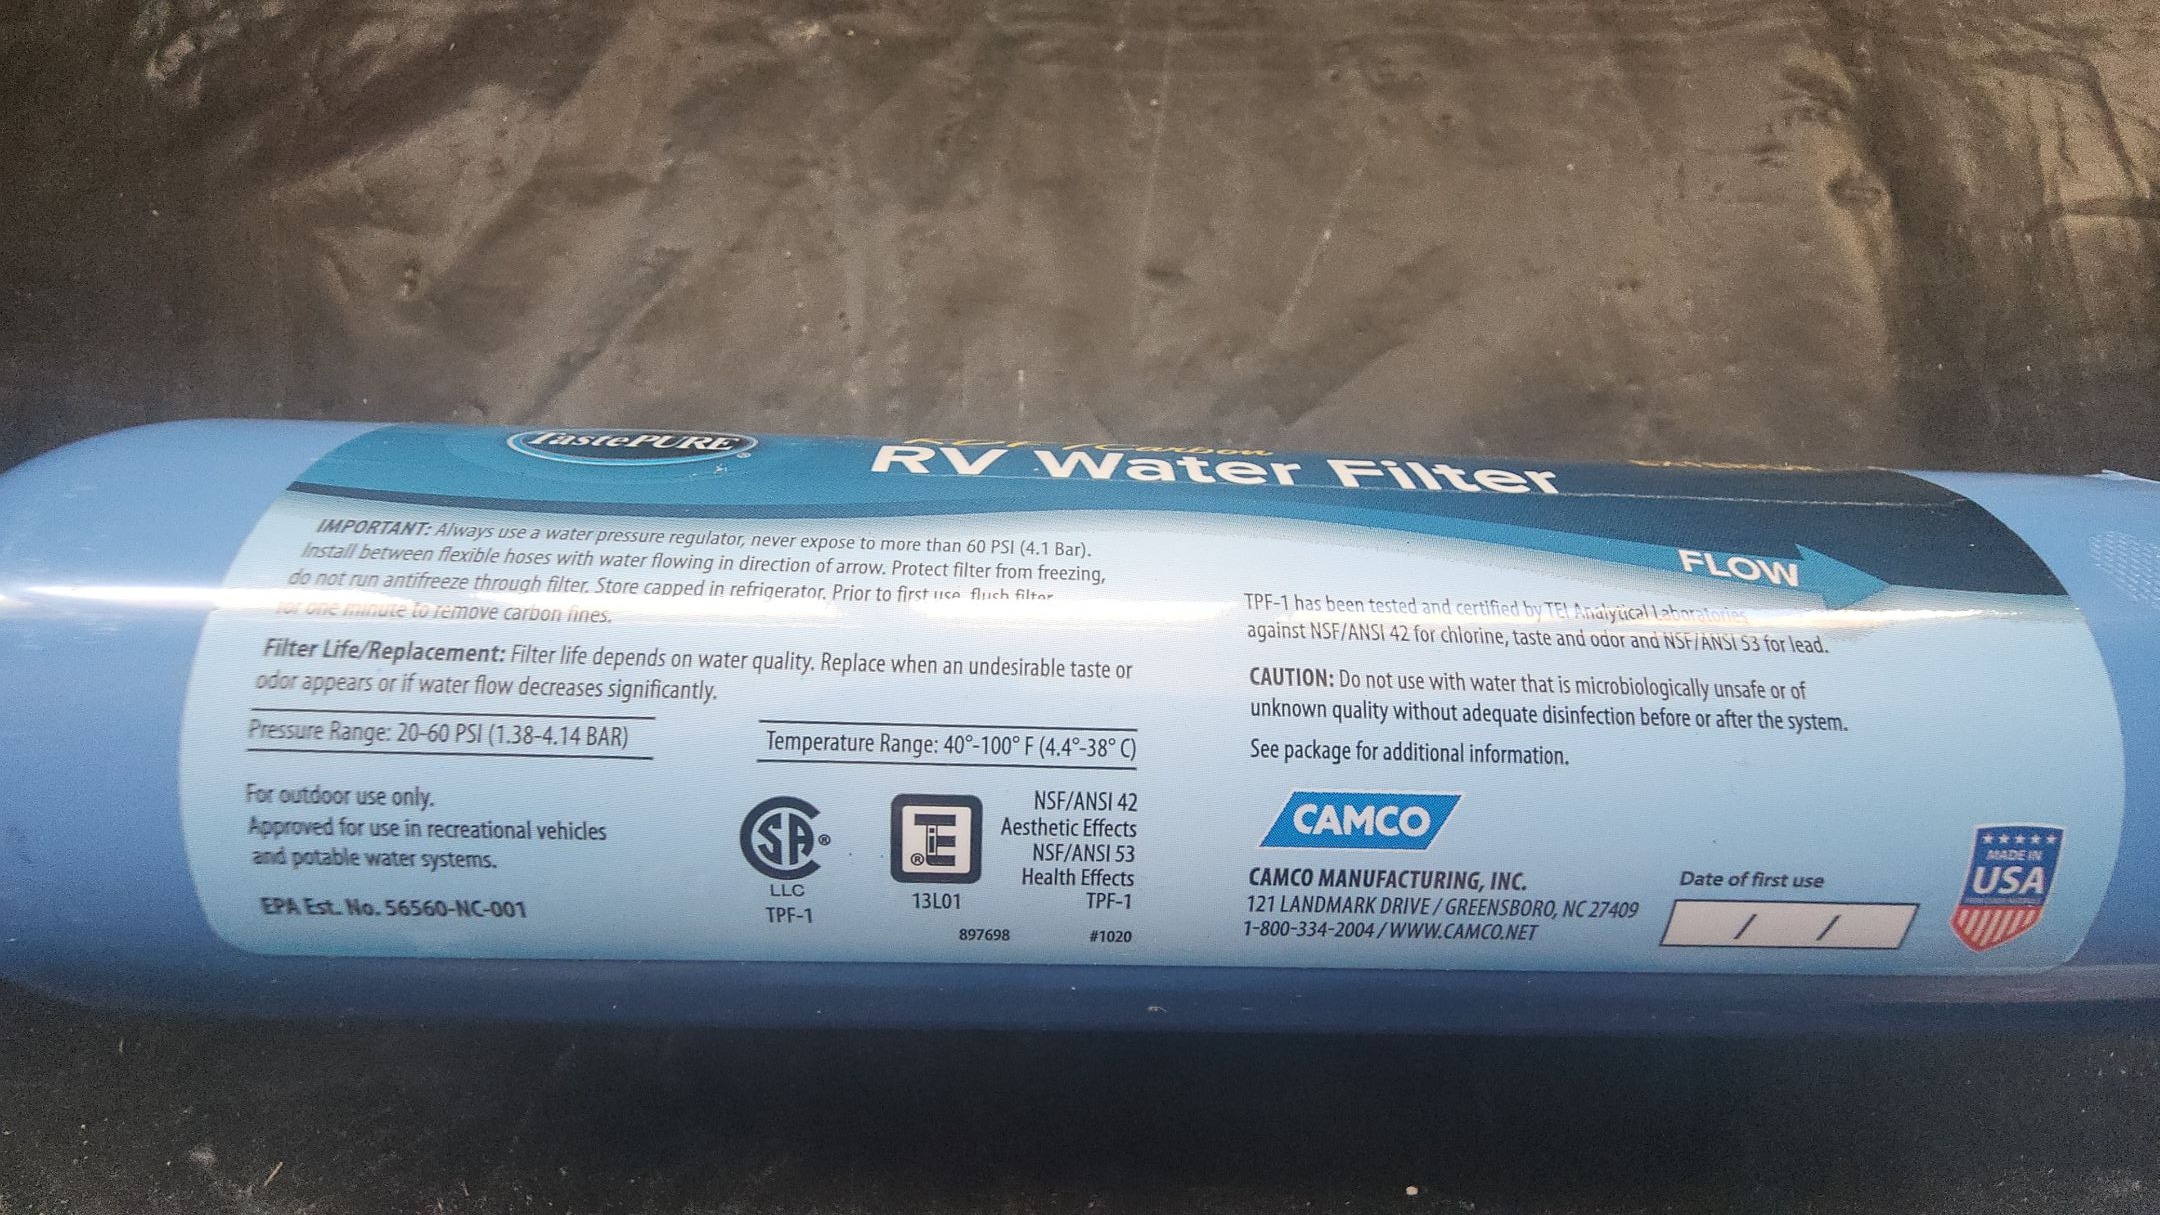 TastePURE®
KDF/Carbon
RV Water Filter
FLOW
IMPORTANT: Always use a water pressure regulator, never expose to more than 60 PSI (4.1 Bar).
Install between flexible hoses with water flowing in direction of arrow. Protect filter from freezing,
do not run antifreeze through filter. Store capped in refrigerator. Prior to first use, flush filter
for one minute to remove carbon fines.
Filter Life/Replacement: Filter life depends on water quality. Replace when an undesirable taste or
odor appears or if water flow decreases significantly.
Pressure Range: 20-60 PSI (1.38-4.14 BAR)
Temperature Range: 40°-100° F (4.4°-38° C)
For outdoor use only.
Approved for use in recreational vehicles
and potable water systems.
EPA Est. No. 56560-NC-001
SA®
LLC
TPF-1
TE®
13L01
NSF/ANSI 42
Aesthetic Effects
NSF/ANSI 53
Health Effects
TPF-1
897698
#1020
TPF-1 has been tested and certified by TEI Analytical Laboratories
against NSF/ANSI 42 for chlorine, taste and odor and NSF/ANSI 53 for lead.
CAUTION: Do not use with water that is microbiologically unsafe or of
unknown quality without adequate disinfection before or after the system.
See package for additional information.
CAMCO
CAMCO MANUFACTURING, INC.
121 LANDMARK DRIVE / GREENSBORO, NC 27409
1-800-334-2004 / WWW.CAMCO.NET
Date of first use
/ /
MADE IN
USA